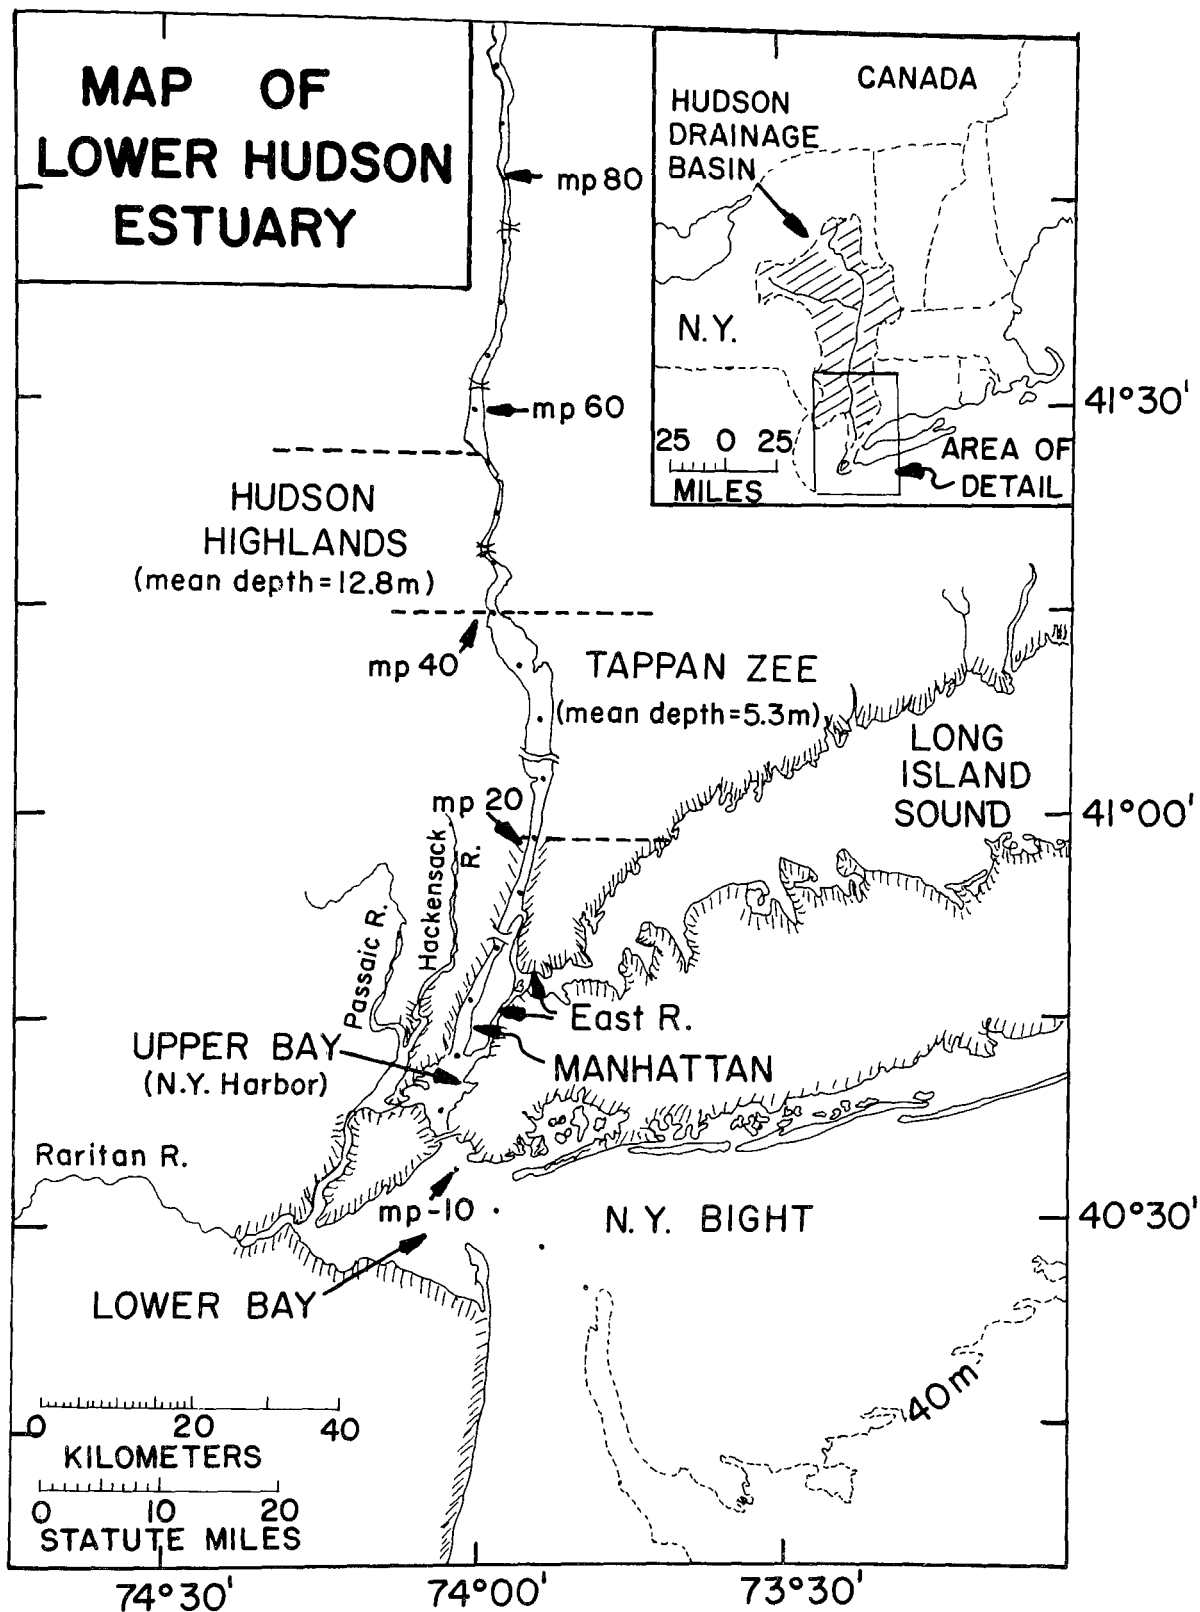 MAP OF
LOWER HUDSON
ESTUARY
mp 80
mp 60
HUDSON
HIGHLANDS
(mean depth=12.8m)
mp 40
TAPPAN ZEE
(mean depth=5.3m)
LONG
ISLAND
SOUND
mp 20
Hackensack
R.
Passaic R.
UPPER BAY
(N.Y. Harbor)
East R.
MANHATTAN
Raritan R.
mp-10
N.Y. BIGHT
LOWER BAY
40m
0 20 40
KILOMETERS
0 10 20
STATUTE MILES
CANADA
HUDSON
DRAINAGE
BASIN
N.Y.
25 0 25
MILES
AREA OF
DETAIL
41°30'
41°00'
40°30'
74°30' 74°00' 73°30'